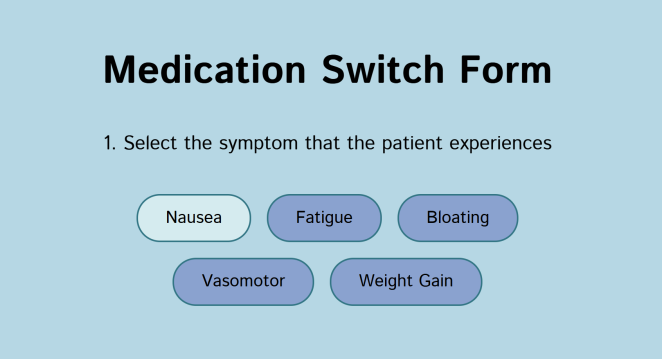 Medication Switch Form
1. Select the symptom that the patient experiences
Nausea Fatigue Bloating
Vasomotor Weight Gain